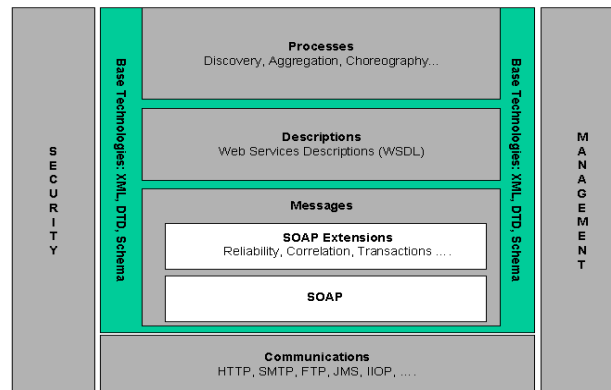 SECURITY
Base Technologies: XML, DTD, Schema
Processes
Discovery, Aggregation, Choreography...
Descriptions
Web Services Descriptions (WSDL)
Messages
SOAP Extensions
Reliability, Correlation, Transactions ....
SOAP
Base Technologies: XML, DTD, Schema
MANAGEMENT
Communications
HTTP, SMTP, FTP, JMS, IIOP, ....